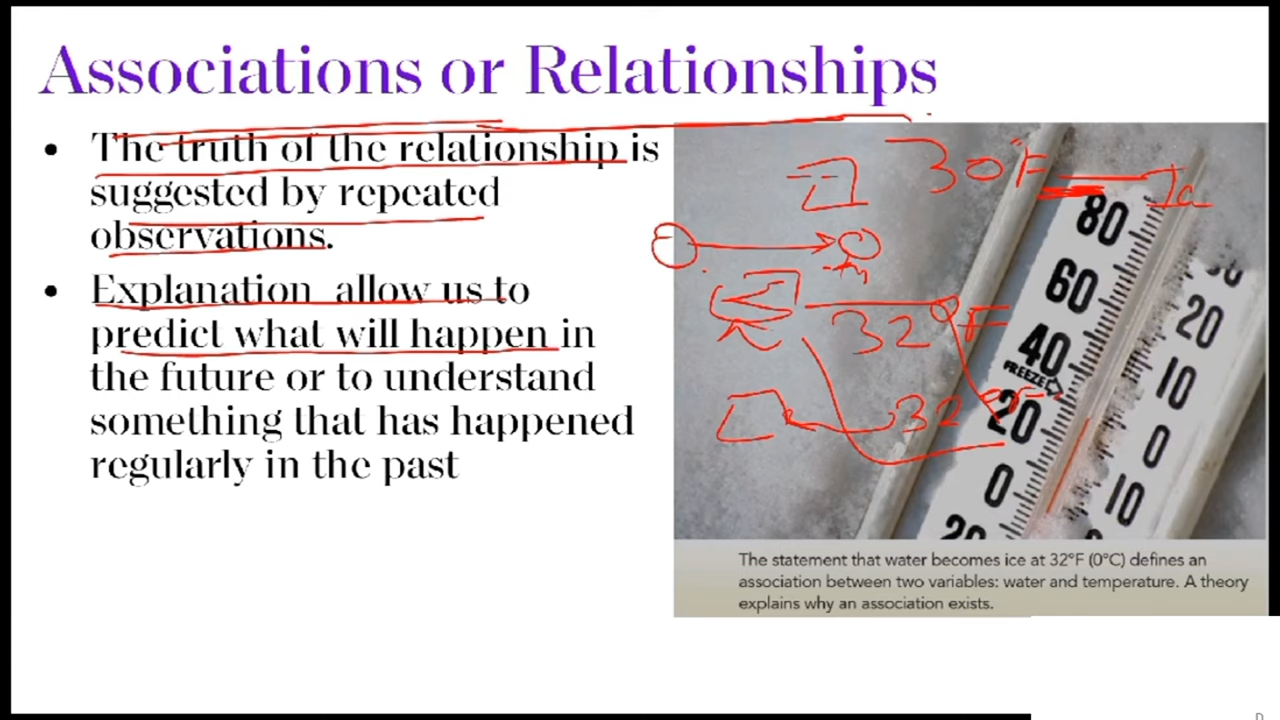 Associations or Relationships
• The truth of the relationship is
suggested by repeated
observations.
• Explanation allow us to
predict what will happen in
the future or to understand
something that has happened
regularly in the past
30°F
32°F
32°F
80
60
40
FREEZE
20
0
20
20
10
0
10
The statement that water becomes ice at 32°F (0°C) defines an
association between two variables: water and temperature. A theory
explains why an association exists.